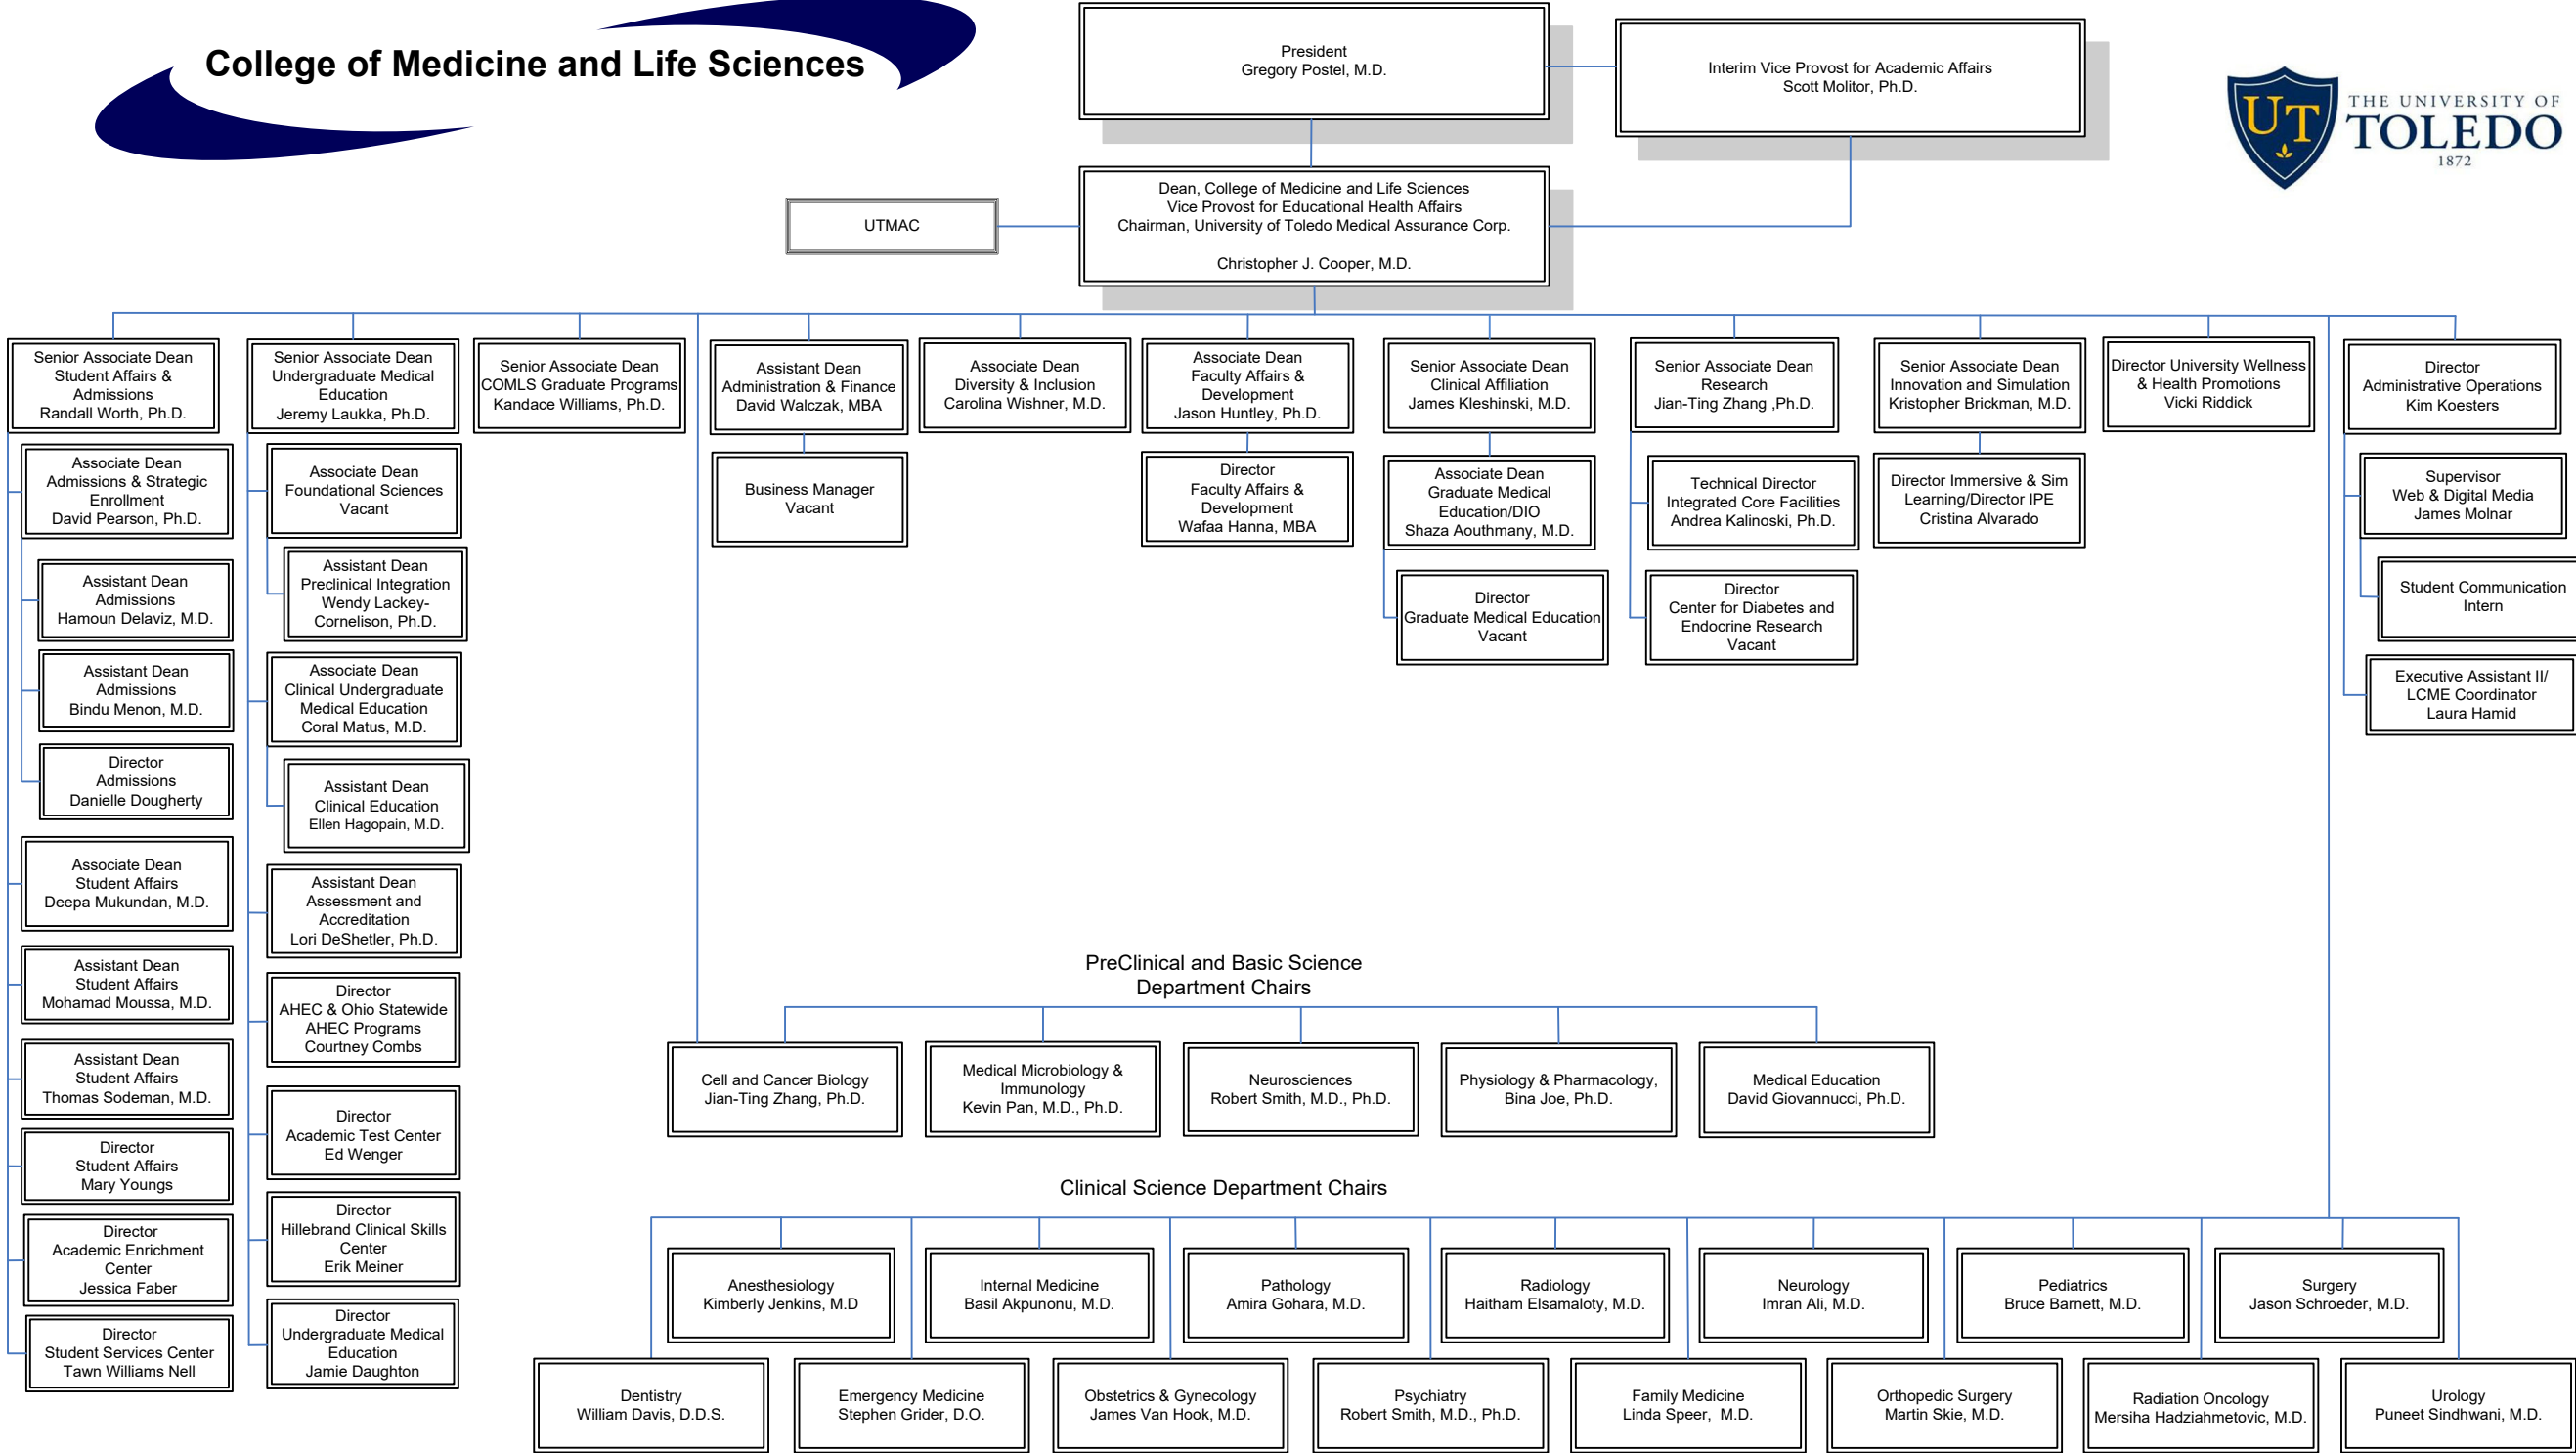 College of Medicine and Life Sciences
President
Gregory Postel, M.D.
Interim Vice Provost for Academic Affairs
Scott Molitor, Ph.D.
UT
THE UNIVERSITY OF
TOLEDO
1872
UTMAC
Dean, College of Medicine and Life Sciences
Vice Provost for Educational Health Affairs
Chairman, University of Toledo Medical Assurance Corp.
Christopher J. Cooper, M.D.
Senior Associate Dean
Student Affairs &
Admissions
Randall Worth, Ph.D.
Associate Dean
Admissions & Strategic
Enrollment
David Pearson, Ph.D.
Assistant Dean
Admissions
Hamoun Delaviz, M.D.
Assistant Dean
Admissions
Bindu Menon, M.D.
Director
Admissions
Danielle Dougherty
Associate Dean
Student Affairs
Deepa Mukundan, M.D.
Assistant Dean
Student Affairs
Mohamad Moussa, M.D.
Assistant Dean
Student Affairs
Thomas Sodeman, M.D.
Director
Student Affairs
Mary Youngs
Director
Academic Enrichment
Center
Jessica Faber
Director
Student Services Center
Tawn Williams Nell
Senior Associate Dean
Undergraduate Medical
Education
Jeremy Laukka, Ph.D.
Associate Dean
Foundational Sciences
Vacant
Assistant Dean
Preclinical Integration
Wendy Lackey-
Cornelison, Ph.D.
Associate Dean
Clinical Undergraduate
Medical Education
Coral Matus, M.D.
Assistant Dean
Clinical Education
Ellen Hagopain, M.D.
Assistant Dean
Assessment and
Accreditation
Lori DeShetler, Ph.D.
Director
AHEC & Ohio Statewide
AHEC Programs
Courtney Combs
Director
Academic Test Center
Ed Wenger
Director
Hillebrand Clinical Skills
Center
Erik Meiner
Director
Undergraduate Medical
Education
Jamie Daughton
Senior Associate Dean
COMLS Graduate Programs
Kandace Williams, Ph.D.
Assistant Dean
Administration & Finance
David Walczak, MBA
Business Manager
Vacant
Associate Dean
Diversity & Inclusion
Carolina Wishner, M.D.
Associate Dean
Faculty Affairs &
Development
Jason Huntley, Ph.D.
Director
Faculty Affairs &
Development
Wafaa Hanna, MBA
Senior Associate Dean
Clinical Affiliation
James Kleshinski, M.D.
Associate Dean
Graduate Medical
Education/DIO
Shaza Aouthmany, M.D.
Director
Graduate Medical Education
Vacant
Senior Associate Dean
Research
Jian-Ting Zhang ,Ph.D.
Technical Director
Integrated Core Facilities
Andrea Kalinoski, Ph.D.
Director
Center for Diabetes and
Endocrine Research
Vacant
Senior Associate Dean
Innovation and Simulation
Kristopher Brickman, M.D.
Director Immersive & Sim
Learning/Director IPE
Cristina Alvarado
Director University Wellness
& Health Promotions
Vicki Riddick
Director
Administrative Operations
Kim Koesters
Supervisor
Web & Digital Media
James Molnar
Student Communication
Intern
Executive Assistant II/
LCME Coordinator
Laura Hamid
PreClinical and Basic Science
Department Chairs
Cell and Cancer Biology
Jian-Ting Zhang, Ph.D.
Medical Microbiology &
Immunology
Kevin Pan, M.D., Ph.D.
Neurosciences
Robert Smith, M.D., Ph.D.
Physiology & Pharmacology,
Bina Joe, Ph.D.
Medical Education
David Giovannucci, Ph.D.
Clinical Science Department Chairs
Anesthesiology
Kimberly Jenkins, M.D
Internal Medicine
Basil Akpunonu, M.D.
Pathology
Amira Gohara, M.D.
Radiology
Haitham Elsamaloty, M.D.
Neurology
Imran Ali, M.D.
Pediatrics
Bruce Barnett, M.D.
Surgery
Jason Schroeder, M.D.
Dentistry
William Davis, D.D.S.
Emergency Medicine
Stephen Grider, D.O.
Obstetrics & Gynecology
James Van Hook, M.D.
Psychiatry
Robert Smith, M.D., Ph.D.
Family Medicine
Linda Speer,  M.D.
Orthopedic Surgery
Martin Skie, M.D.
Radiation Oncology
Mersiha Hadziahmetovic, M.D.
Urology
Puneet Sindhwani, M.D.